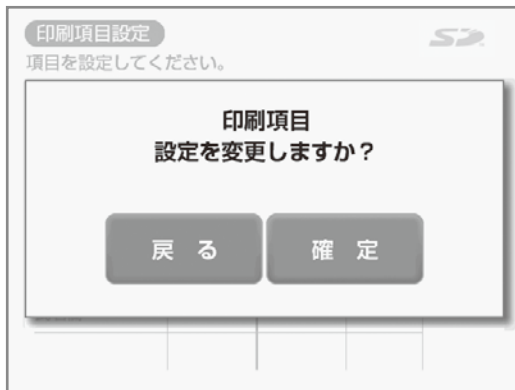 印刷項目設定
SD
項目を設定してください。
印刷項目
設定を変更しますか？
戻 る
確 定